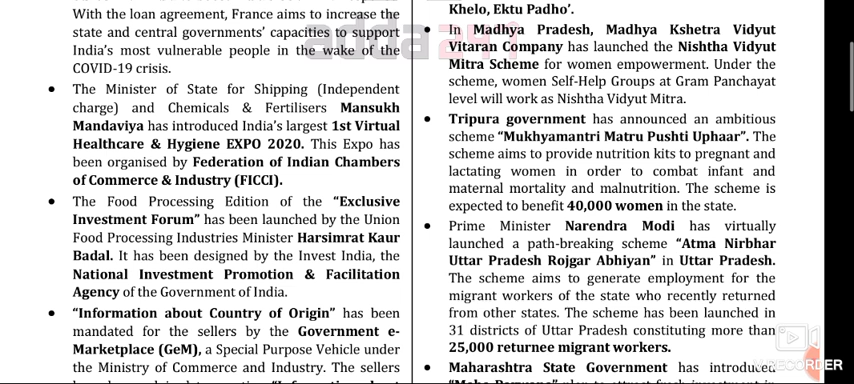 With the loan agreement, France aims to increase the
state and central governments' capacities to support
India's most vulnerable people in the wake of the
COVID-19 crisis.
• The Minister of State for Shipping (Independent
charge) and Chemicals & Fertilisers Mansukh
Mandaviya has introduced India's largest 1st Virtual
Healthcare & Hygiene EXPO 2020. This Expo has
been organised by Federation of Indian Chambers
of Commerce & Industry (FICCI).
• The Food Processing Edition of the "Exclusive
Investment Forum" has been launched by the Union
Food Processing Industries Minister Harsimrat Kaur
Badal. It has been designed by the Invest India, the
National Investment Promotion & Facilitation
Agency of the Government of India.
• "Information about Country of Origin" has been
mandated for the sellers by the Government e-
Marketplace (GeM), a Special Purpose Vehicle under
the Ministry of Commerce and Industry. The sellers
Khelo, Ektu Padho'.
• In Madhya Pradesh, Madhya Kshetra Vidyut
Vitaran Company has launched the Nishtha Vidyut
Mitra Scheme for women empowerment. Under the
scheme, women Self-Help Groups at Gram Panchayat
level will work as Nishtha Vidyut Mitra.
• Tripura government has announced an ambitious
scheme "Mukhyamantri Matru Pushti Uphaar". The
scheme aims to provide nutrition kits to pregnant and
lactating women in order to combat infant and
maternal mortality and malnutrition. The scheme is
expected to benefit 40,000 women in the state.
• Prime Minister Narendra Modi has virtually
launched a path-breaking scheme "Atma Nirbhar
Uttar Pradesh Rojgar Abhiyan" in Uttar Pradesh.
The scheme aims to generate employment for the
migrant workers of the state who recently returned
from other states. The scheme has been launched in
31 districts of Uttar Pradesh constituting more than
25,000 returnee migrant workers.
• Maharashtra State Government has introduced
adda247
RECORDER